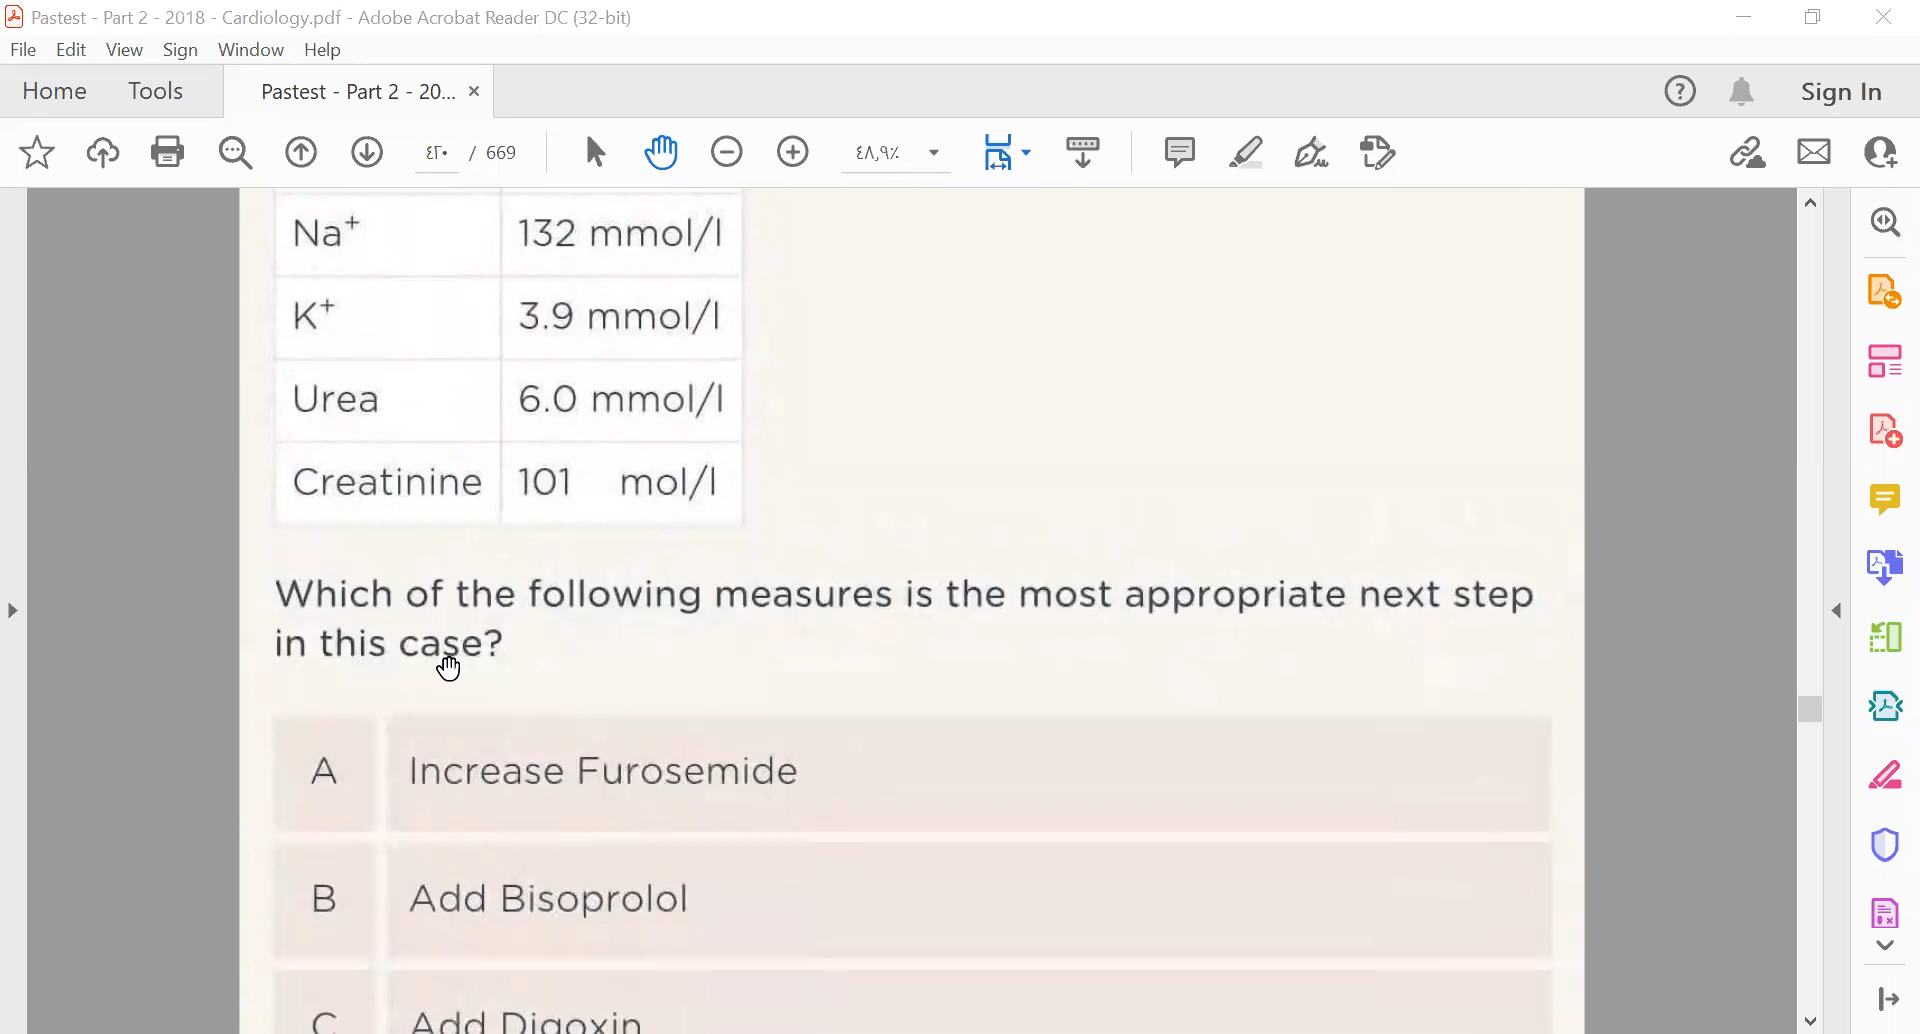 Pastest - Part 2 - 2018 - Cardiology.pdf - Adobe Acrobat Reader DC (32-bit)
File Edit View Sign Window Help
Home Tools Pastest - Part 2 - 20... × Sign In
٤٢٠ / 669 ٤٨,٩٪
Na⁺ 132 mmol/l
K⁺ 3.9 mmol/l
Urea 6.0 mmol/l
Creatinine 101 mol/l
Which of the following measures is the most appropriate next step
in this case?
A Increase Furosemide
B Add Bisoprolol
C Add Digoxin